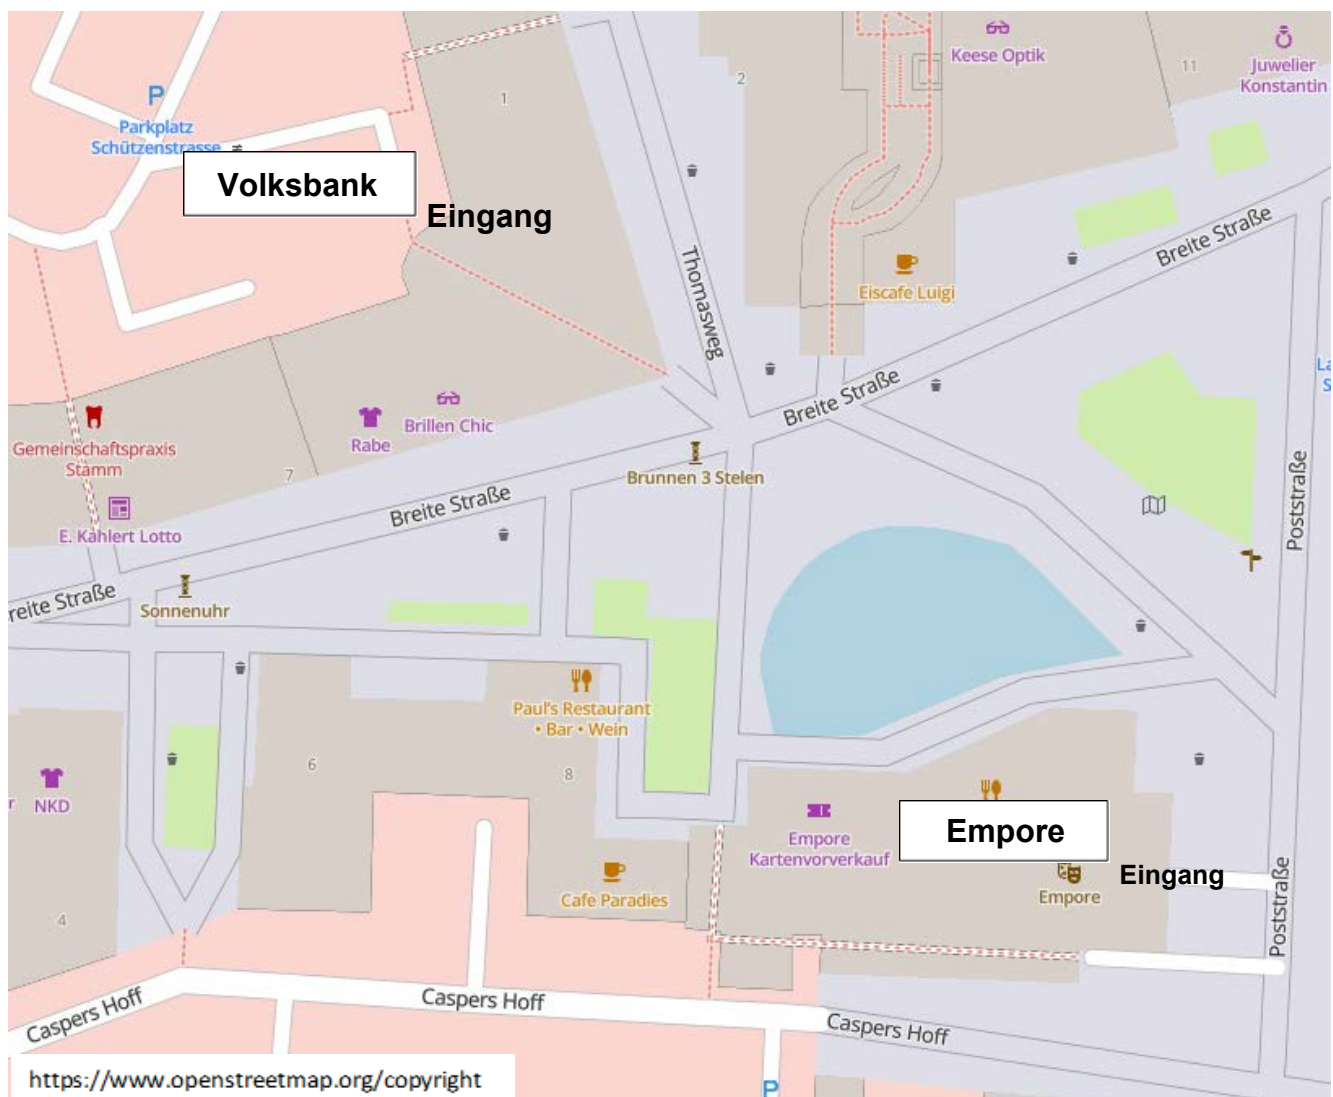 Keese Optik
Juwelier
Konstantin
11
2
1
P
Parkplatz
Schützenstrasse
Volksbank
Eingang
Thomasweg
Breite Straße
Eiscafe Luigi
Breite Straße
Brillen Chic
Rabe
Gemeinschaftspraxis
Stamm
7
Brunnen 3 Stelen
Breite Straße
E. Kahlert Lotto
Poststraße
Sonnenuhr
reite Straße
Paul's Restaurant
• Bar • Wein
6
8
NKD
Empore
Kartenvorverkauf
Empore
Eingang
Empore
Cafe Paradies
4
Poststraße
Caspers Hoff
Caspers Hoff
Caspers Hoff
P
https://www.openstreetmap.org/copyright